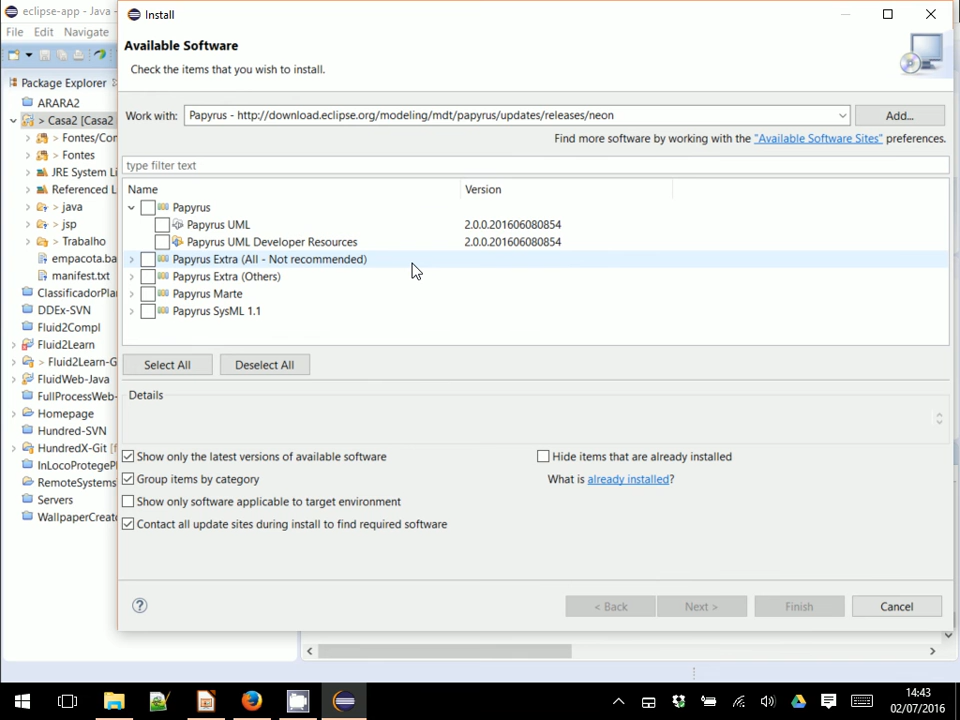 eclipse-app - Java -
Install
File Edit Navigate
Available Software
Check the items that you wish to install.
Package Explorer
Work with: Papyrus - http://download.eclipse.org/modeling/mdt/papyrus/updates/releases/neon Add...
Find more software by working with the "Available Software Sites" preferences.
type filter text
Name Version
Papyrus
Papyrus UML 2.0.0.201606080854
Papyrus UML Developer Resources 2.0.0.201606080854
Papyrus Extra (All - Not recommended)
Papyrus Extra (Others)
Papyrus Marte
Papyrus SysML 1.1
Select All Deselect All
Details
Show only the latest versions of available software
Hide items that are already installed
Group items by category
What is already installed?
Show only software applicable to target environment
Contact all update sites during install to find required software
< Back Next > Finish Cancel
ARARA2
> Casa2 [Casa2
> Fontes/Con
> Fontes
JRE System Li
Referenced L
> java
> jsp
> Trabalho
empacota.ba
manifest.txt
ClassificadorPla
DDEx-SVN
Fluid2Compl
Fluid2Learn
> Fluid2Learn-G
FluidWeb-Java
FullProcessWeb-
Homepage
Hundred-SVN
HundredX-Git [f
InLocoProtegeP
RemoteSystems
Servers
WallpaperCreato
14:43
02/07/2016